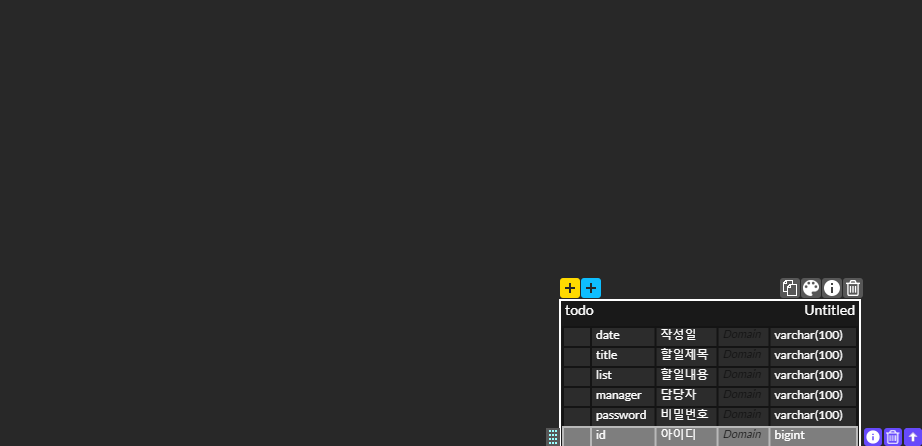 todo Untitled
date 작성일 Domain varchar(100)
title 할일제목 Domain varchar(100)
list 할일내용 Domain varchar(100)
manager 담당자 Domain varchar(100)
password 비밀번호 Domain varchar(100)
id 아이디 Domain bigint